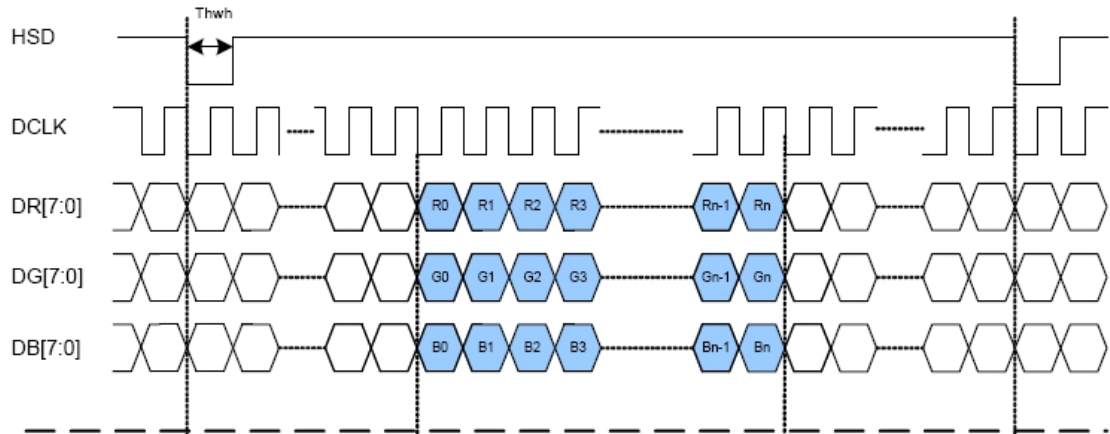 Thwh
HSD
DCLK
DR[7:0] R0 R1 R2 R3 Rn-1 Rn
DG[7:0] G0 G1 G2 G3 Gn-1 Gn
DB[7:0] B0 B1 B2 B3 Bn-1 Bn